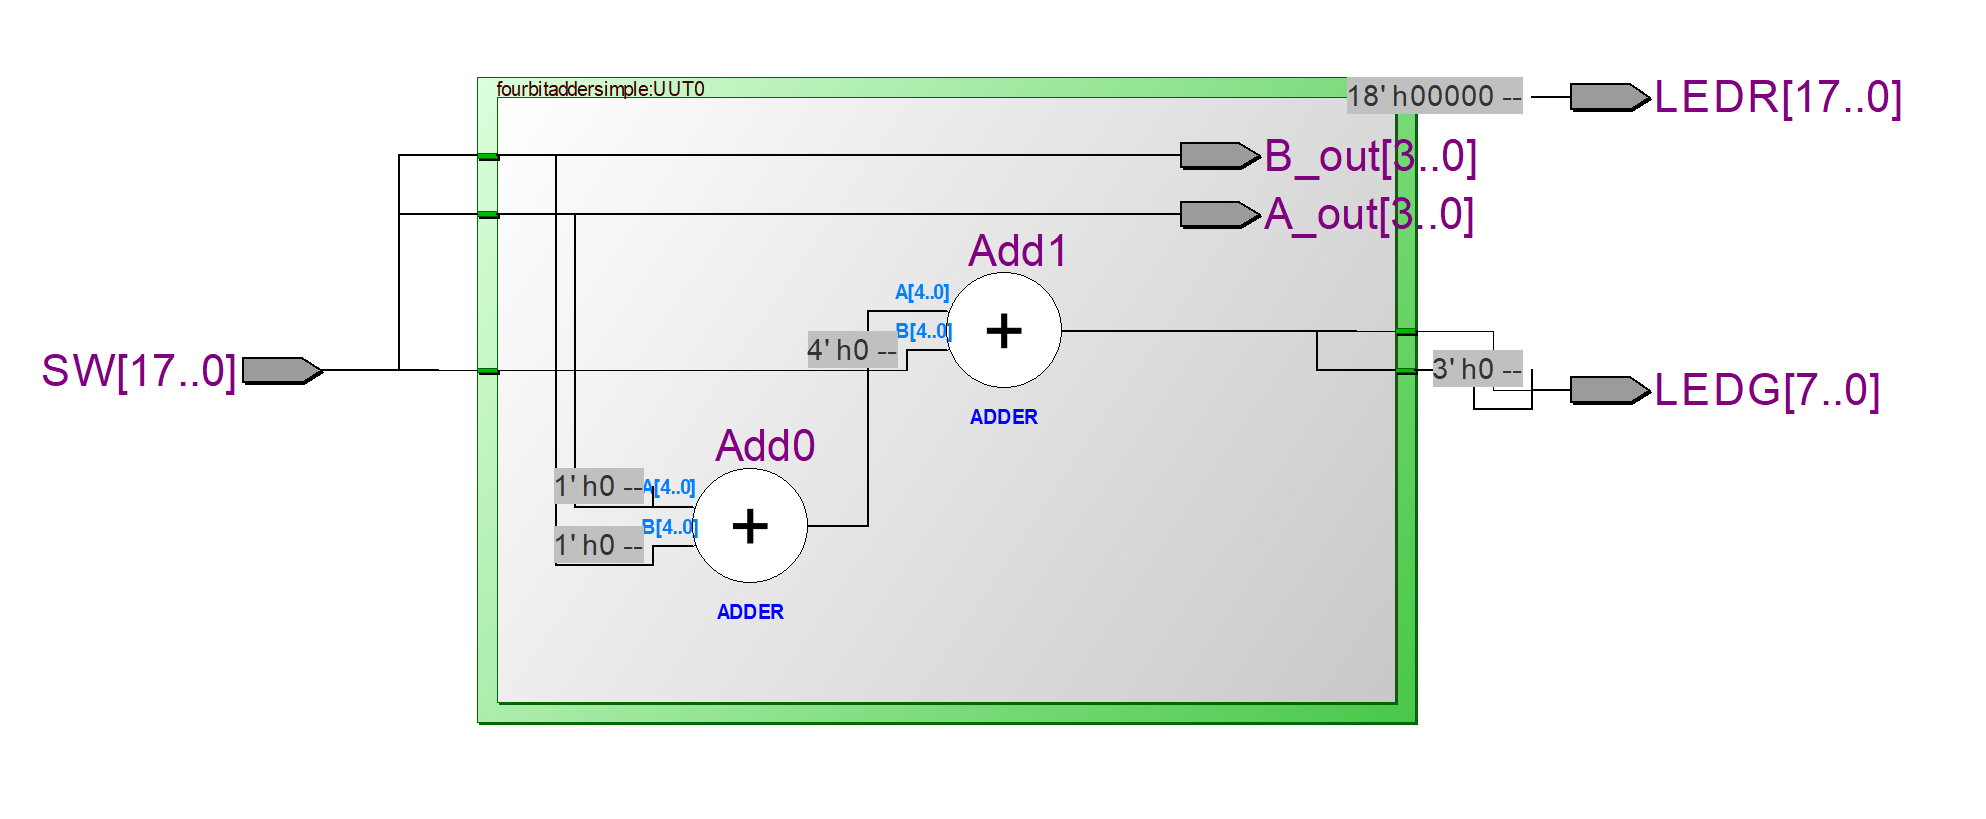 fourbitaddersimple:UUT0
18' h00000 --
LEDR[17..0]
B_out[3..0]
A_out[3..0]
Add1
A[4..0]
B[4..0]
4' h0 --
SW[17..0]
3' h0 --
LEDG[7..0]
ADDER
Add0
1' h0 --
A[4..0]
B[4..0]
1' h0 --
ADDER